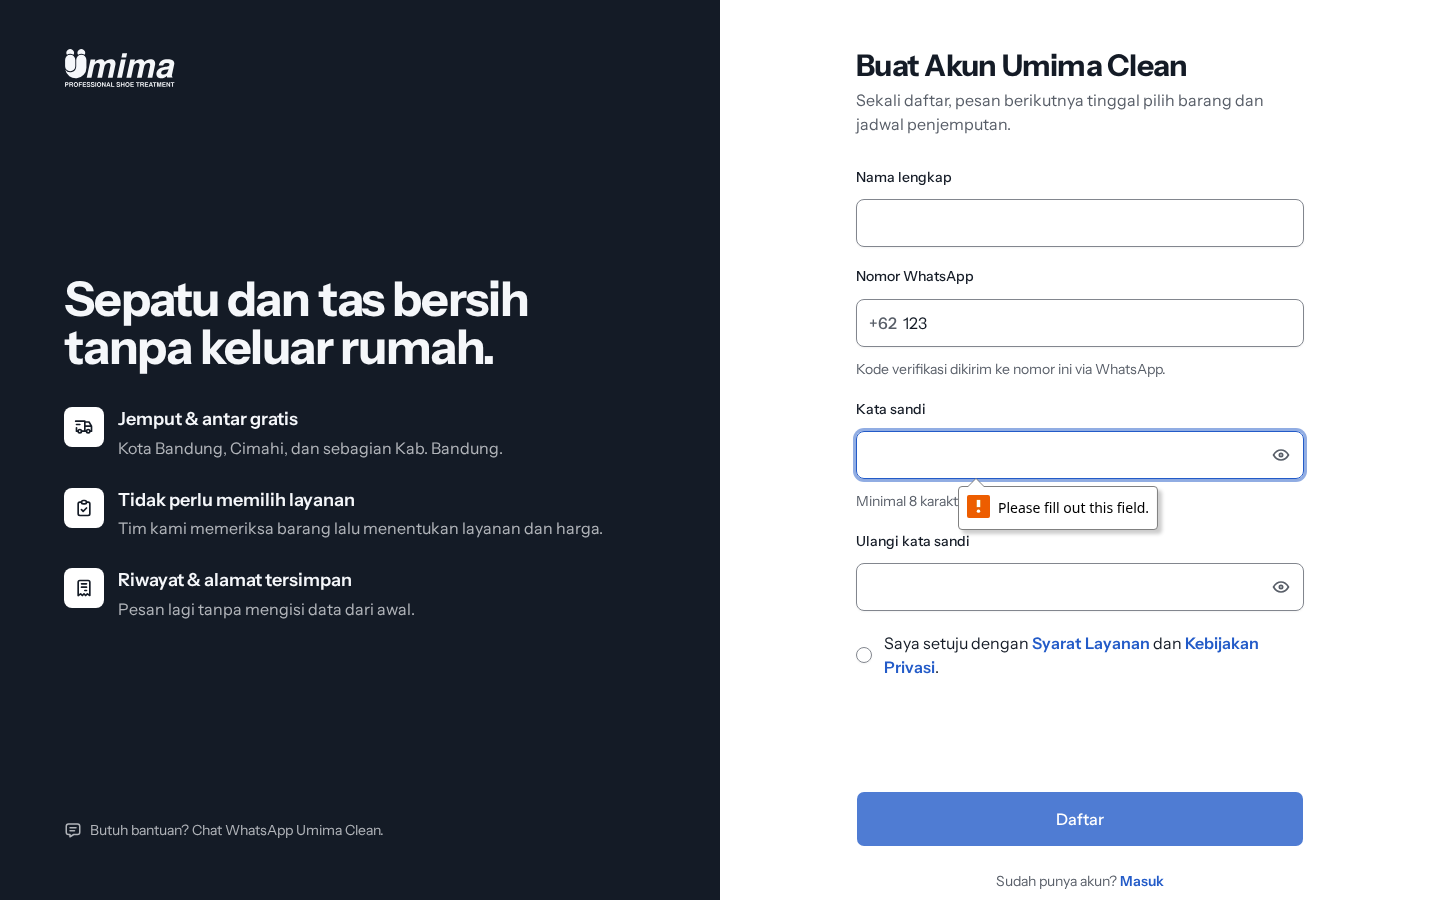 Ümima
PROFESSIONAL SHOE TREATMENT
Sepatu dan tas bersih
tanpa keluar rumah.
Jemput & antar gratis
Kota Bandung, Cimahi, dan sebagian Kab. Bandung.
Tidak perlu memilih layanan
Tim kami memeriksa barang lalu menentukan layanan dan harga.
Riwayat & alamat tersimpan
Pesan lagi tanpa mengisi data dari awal.
Butuh bantuan? Chat WhatsApp Umima Clean.
Buat Akun Umima Clean
Sekali daftar, pesan berikutnya tinggal pilih barang dan
jadwal penjemputan.
Nama lengkap
Nomor WhatsApp
+62 123
Kode verifikasi dikirim ke nomor ini via WhatsApp.
Kata sandi
Minimal 8 karakt
Please fill out this field.
Ulangi kata sandi
Saya setuju dengan Syarat Layanan dan Kebijakan
Privasi.
Daftar
Sudah punya akun? Masuk